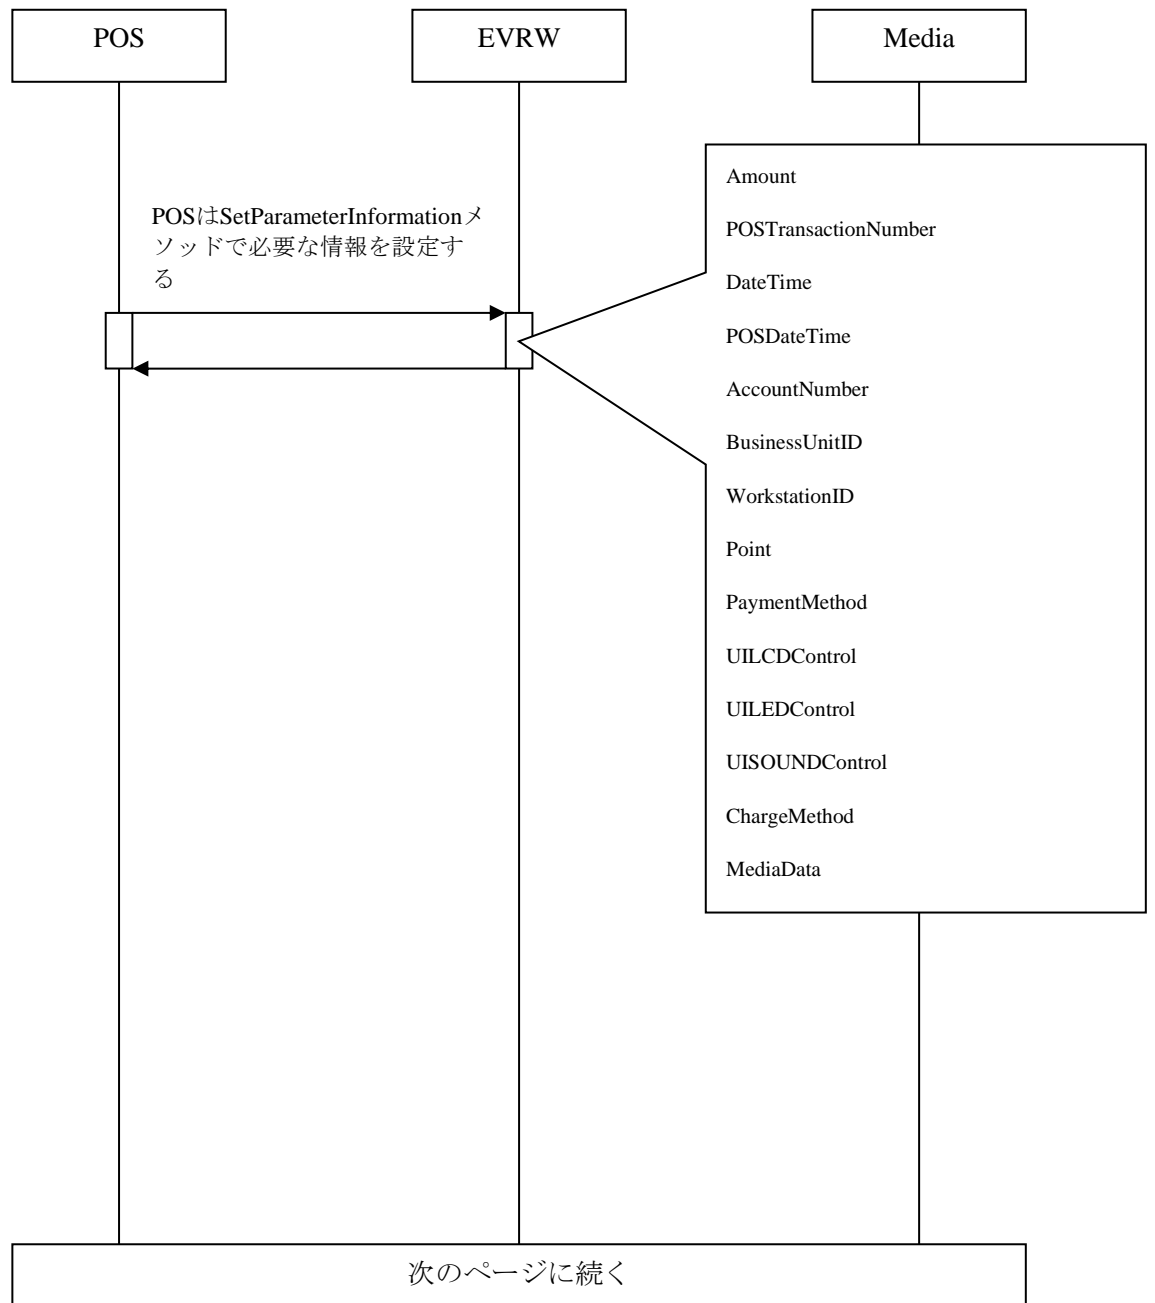 POS
EVRW
Media
POSはSetParameterInformationメ
ソッドで必要な情報を設定す
る
Amount
POSTransactionNumber
DateTime
POSDateTime
AccountNumber
BusinessUnitID
WorkstationID
Point
PaymentMethod
UILCDControl
UILEDControl
UISOUNDControl
ChargeMethod
MediaData
次のページに続く